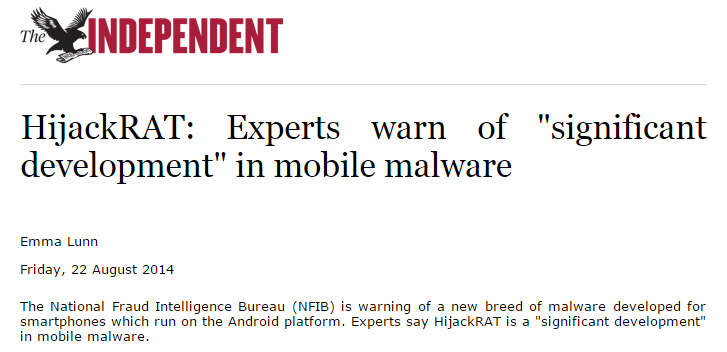 The INDEPENDENT
HijackRAT: Experts warn of "significant
development" in mobile malware
Emma Lunn
Friday, 22 August 2014
The National Fraud Intelligence Bureau (NFIB) is warning of a new breed of malware developed for
smartphones which run on the Android platform. Experts say HijackRAT is a "significant development"
in mobile malware.